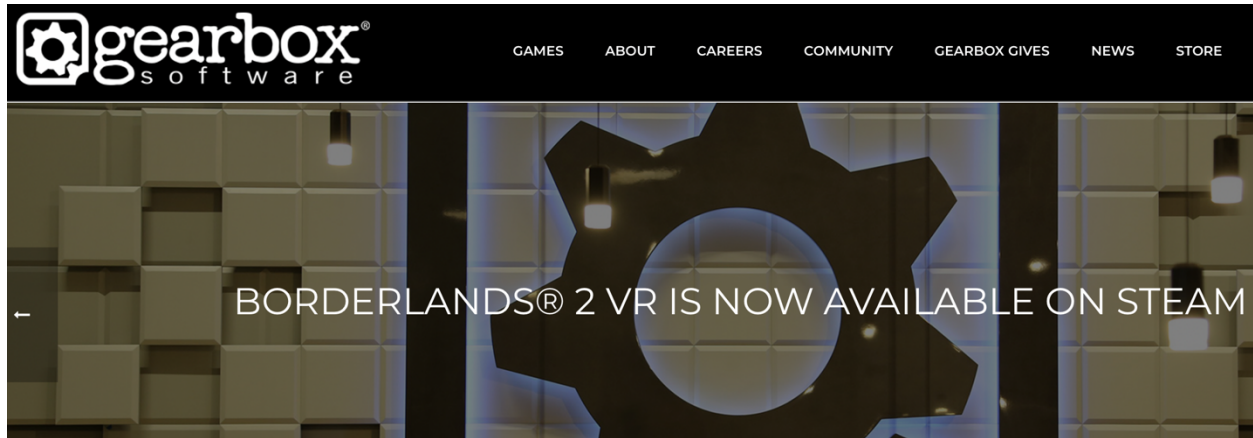 gearbox®
software
GAMES ABOUT CAREERS COMMUNITY GEARBOX GIVES NEWS STORE
← BORDERLANDS® 2 VR IS NOW AVAILABLE ON STEAM